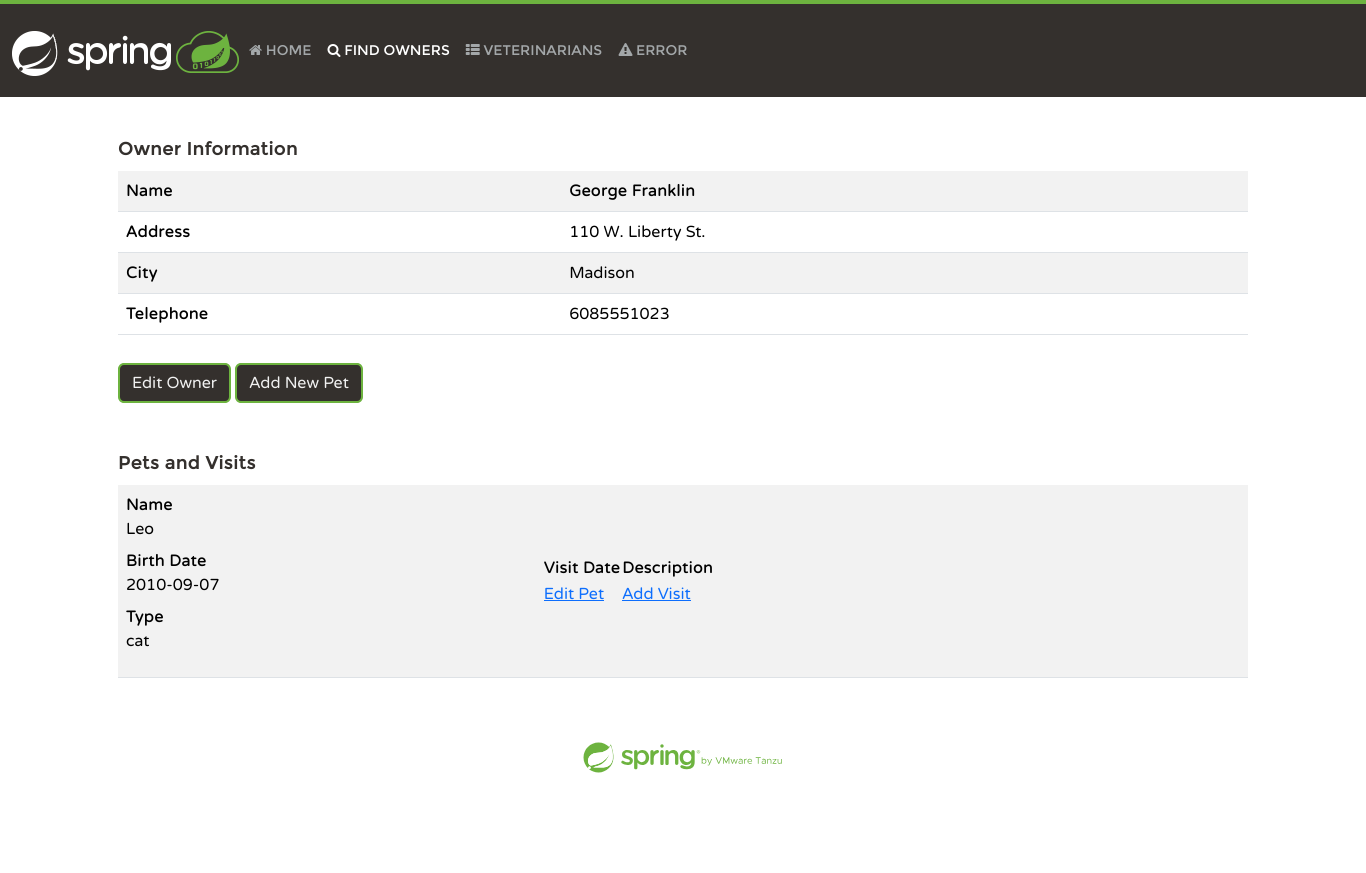 spring HOME FIND OWNERS VETERINARIANS ERROR
Owner Information
Name George Franklin
Address 110 W. Liberty St.
City Madison
Telephone 6085551023
Edit Owner Add New Pet
Pets and Visits
Name
Leo
Birth Date
2010-09-07
Type
cat
Visit Date Description
Edit Pet Add Visit
spring by VMware Tanzu